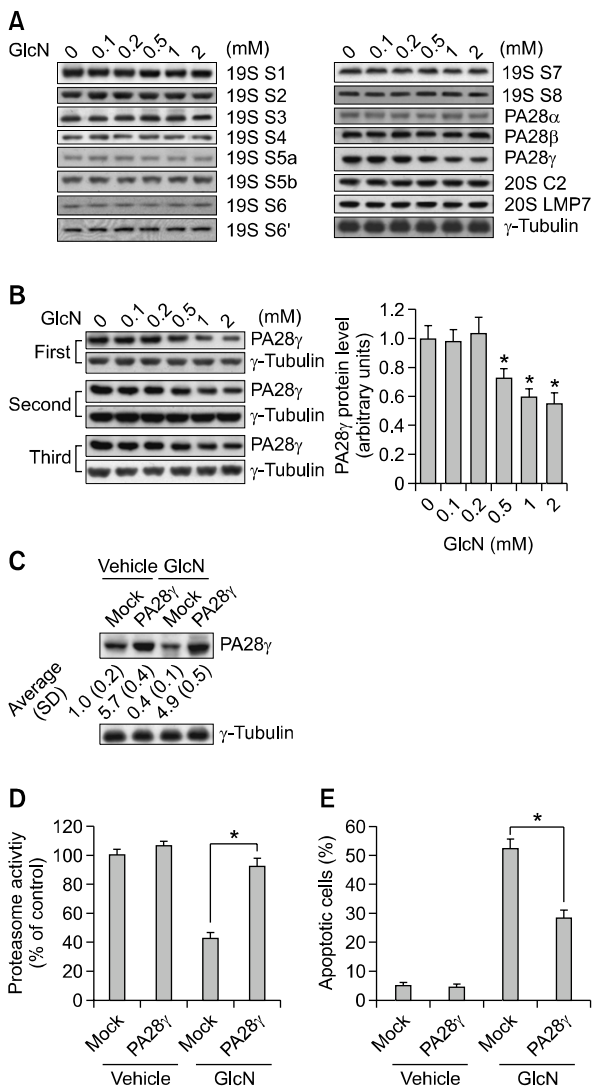 A
GlcN 0 0.1 0.2 0.5 1 2 (mM)
19S S1
19S S2
19S S3
19S S4
19S S5a
19S S5b
19S S6
19S S6'
0 0.1 0.2 0.5 1 2 (mM)
19S S7
19S S8
PA28α
PA28β
PA28γ
20S C2
20S LMP7
γ-Tubulin
B
GlcN 0 0.1 0.2 0.5 1 2 (mM)
First
PA28γ
γ-Tubulin
Second
PA28γ
γ-Tubulin
Third
PA28γ
γ-Tubulin
PA28γ protein level
(arbitrary units)
1.2
1.0
0.8
0.6
0.4
0.2
0
* * *
0 0.1 0.2 0.5 1 2
GlcN (mM)
C
Vehicle GlcN
Mock PA28γ Mock PA28γ
PA28γ
Average
(SD)
1.0 (0.2) 5.7 (0.4) 0.4 (0.1) 4.9 (0.5)
γ-Tubulin
D
Proteasome activtiy
(% of control)
120
100
80
60
40
20
0
*
Mock PA28γ Mock PA28γ
Vehicle GlcN
E
Apoptotic cells (%)
60
50
40
30
20
10
0
*
Mock PA28γ Mock PA28γ
Vehicle GlcN